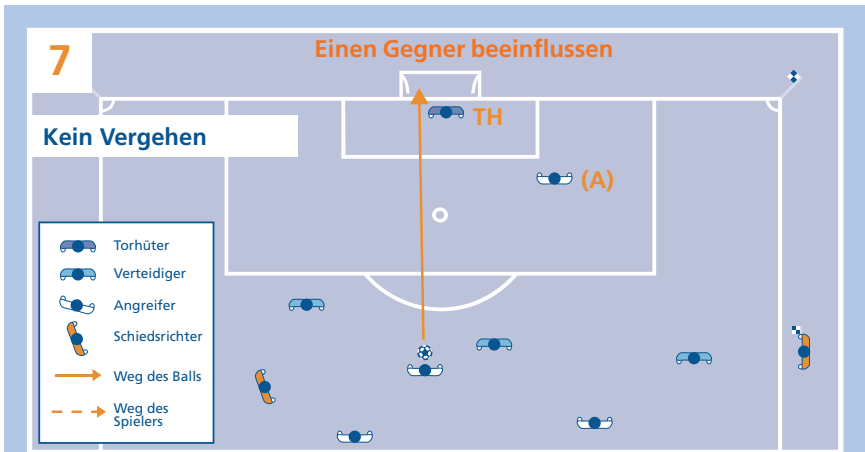 7
Einen Gegner beeinflussen
Kein Vergehen
TH
(A)
Torhüter
Verteidiger
Angreifer
Schiedsrichter
Weg des Balls
Weg des
Spielers